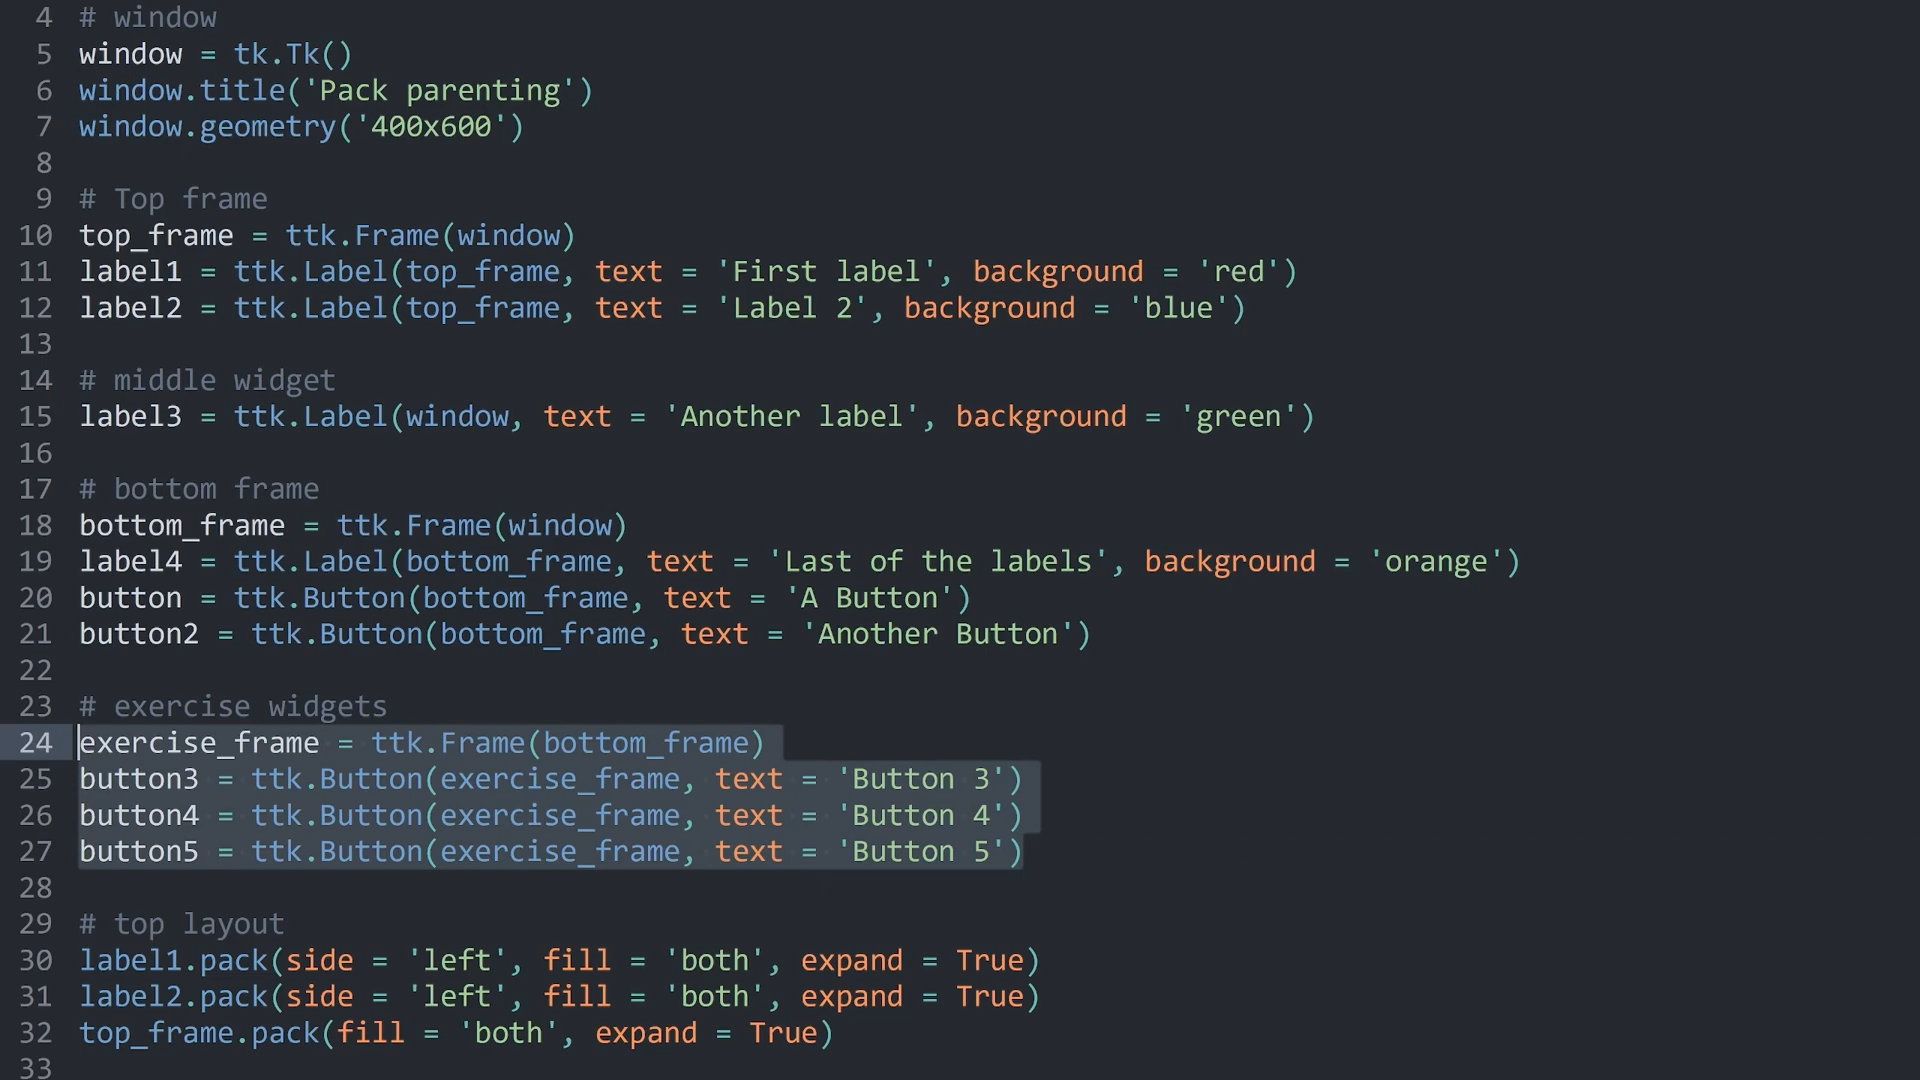 4 # window
5 window = tk.Tk()
6 window.title('Pack parenting')
7 window.geometry('400x600')
8
9 # Top frame
10 top_frame = ttk.Frame(window)
11 label1 = ttk.Label(top_frame, text = 'First label', background = 'red')
12 label2 = ttk.Label(top_frame, text = 'Label 2', background = 'blue')
13
14 # middle widget
15 label3 = ttk.Label(window, text = 'Another label', background = 'green')
16
17 # bottom frame
18 bottom_frame = ttk.Frame(window)
19 label4 = ttk.Label(bottom_frame, text = 'Last of the labels', background = 'orange')
20 button = ttk.Button(bottom_frame, text = 'A Button')
21 button2 = ttk.Button(bottom_frame, text = 'Another Button')
22
23 # exercise widgets
24 exercise_frame = ttk.Frame(bottom_frame)
25 button3 = ttk.Button(exercise_frame, text = 'Button 3')
26 button4 = ttk.Button(exercise_frame, text = 'Button 4')
27 button5 = ttk.Button(exercise_frame, text = 'Button 5')
28
29 # top layout
30 label1.pack(side = 'left', fill = 'both', expand = True)
31 label2.pack(side = 'left', fill = 'both', expand = True)
32 top_frame.pack(fill = 'both', expand = True)
33